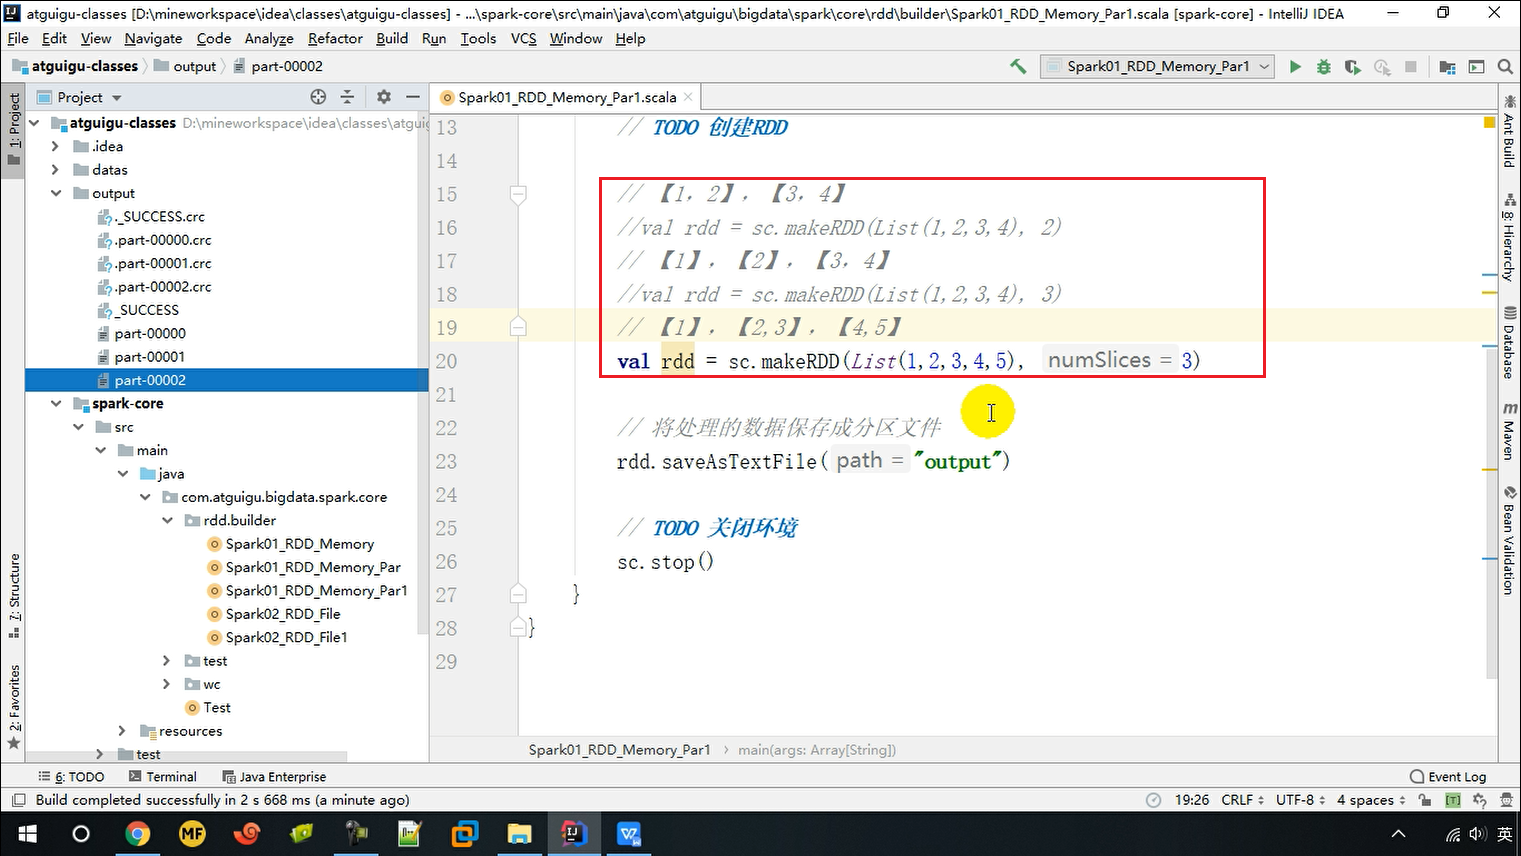 atguigu-classes [D:\mineworkspace\idea\classes\atguigu-classes] - ...\spark-core\src\main\java\com\atguigu\bigdata\spark\core\rdd\builder\Spark01_RDD_Memory_Par1.scala [spark-core] - IntelliJ IDEA
File Edit View Navigate Code Analyze Refactor Build Run Tools VCS Window Help
atguigu-classes output part-00002
Spark01_RDD_Memory_Par1
Project
Spark01_RDD_Memory_Par1.scala
1: Project
7: Structure
2: Favorites
atguigu-classes D:\mineworkspace\idea\classes\atguig
.idea
datas
output
._SUCCESS.crc
.part-00000.crc
.part-00001.crc
.part-00002.crc
_SUCCESS
part-00000
part-00001
part-00002
spark-core
src
main
java
com.atguigu.bigdata.spark.core
rdd.builder
Spark01_RDD_Memory
Spark01_RDD_Memory_Par
Spark01_RDD_Memory_Par1
Spark02_RDD_File
Spark02_RDD_File1
test
wc
Test
resources
test
13 // TODO 创建RDD
14
15 // 【1，2】，【3，4】
16 //val rdd = sc.makeRDD(List(1,2,3,4), 2)
17 // 【1】，【2】，【3，4】
18 //val rdd = sc.makeRDD(List(1,2,3,4), 3)
19 // 【1】，【2,3】，【4,5】
20 val rdd = sc.makeRDD(List(1,2,3,4,5), numSlices = 3)
21
22 // 将处理的数据保存成分区文件
23 rdd.saveAsTextFile( path = "output")
24
25 // TODO 关闭环境
26 sc.stop()
27 }
28 }
29
Spark01_RDD_Memory_Par1 main(args: Array[String])
Ant Build
8: Hierarchy
Database
Maven
Bean Validation
6: TODO Terminal Java Enterprise Event Log
Build completed successfully in 2 s 668 ms (a minute ago) 19:26 CRLF UTF-8 4 spaces
MF
英